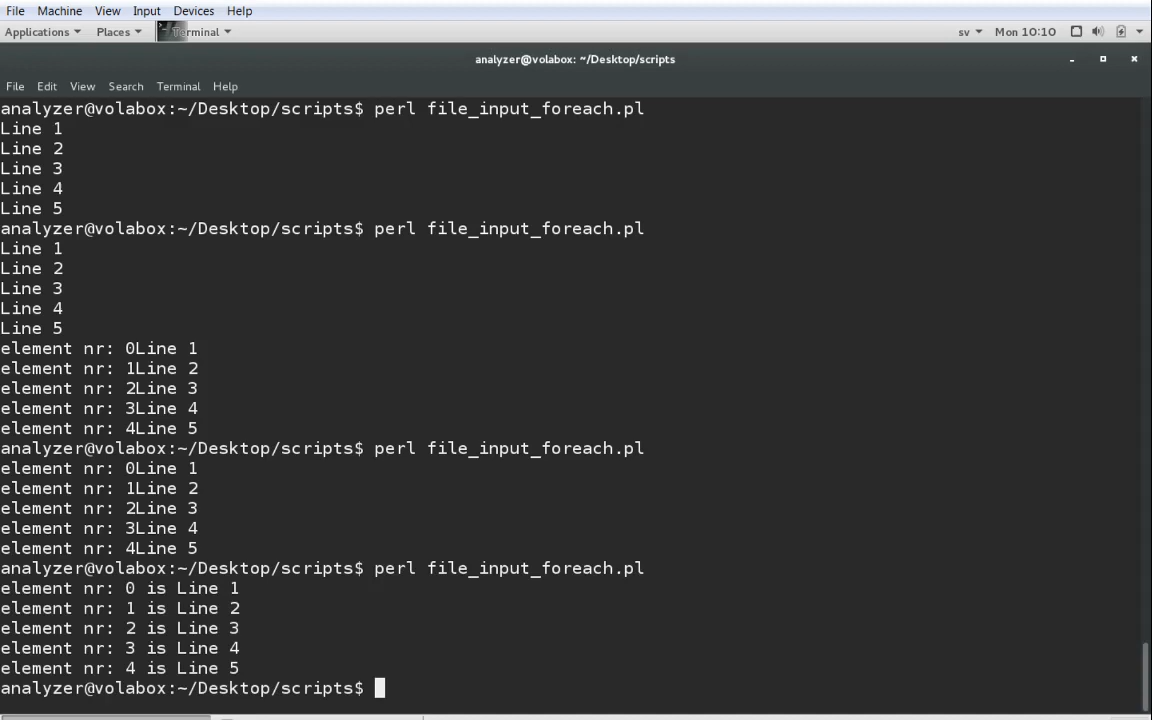 File Machine View Input Devices Help
Applications Places Terminal sv Mon 10:10
analyzer@volabox: ~/Desktop/scripts
File Edit View Search Terminal Help
analyzer@volabox:~/Desktop/scripts$ perl file_input_foreach.pl
Line 1
Line 2
Line 3
Line 4
Line 5
analyzer@volabox:~/Desktop/scripts$ perl file_input_foreach.pl
Line 1
Line 2
Line 3
Line 4
Line 5
element nr: 0Line 1
element nr: 1Line 2
element nr: 2Line 3
element nr: 3Line 4
element nr: 4Line 5
analyzer@volabox:~/Desktop/scripts$ perl file_input_foreach.pl
element nr: 0Line 1
element nr: 1Line 2
element nr: 2Line 3
element nr: 3Line 4
element nr: 4Line 5
analyzer@volabox:~/Desktop/scripts$ perl file_input_foreach.pl
element nr: 0 is Line 1
element nr: 1 is Line 2
element nr: 2 is Line 3
element nr: 3 is Line 4
element nr: 4 is Line 5
analyzer@volabox:~/Desktop/scripts$